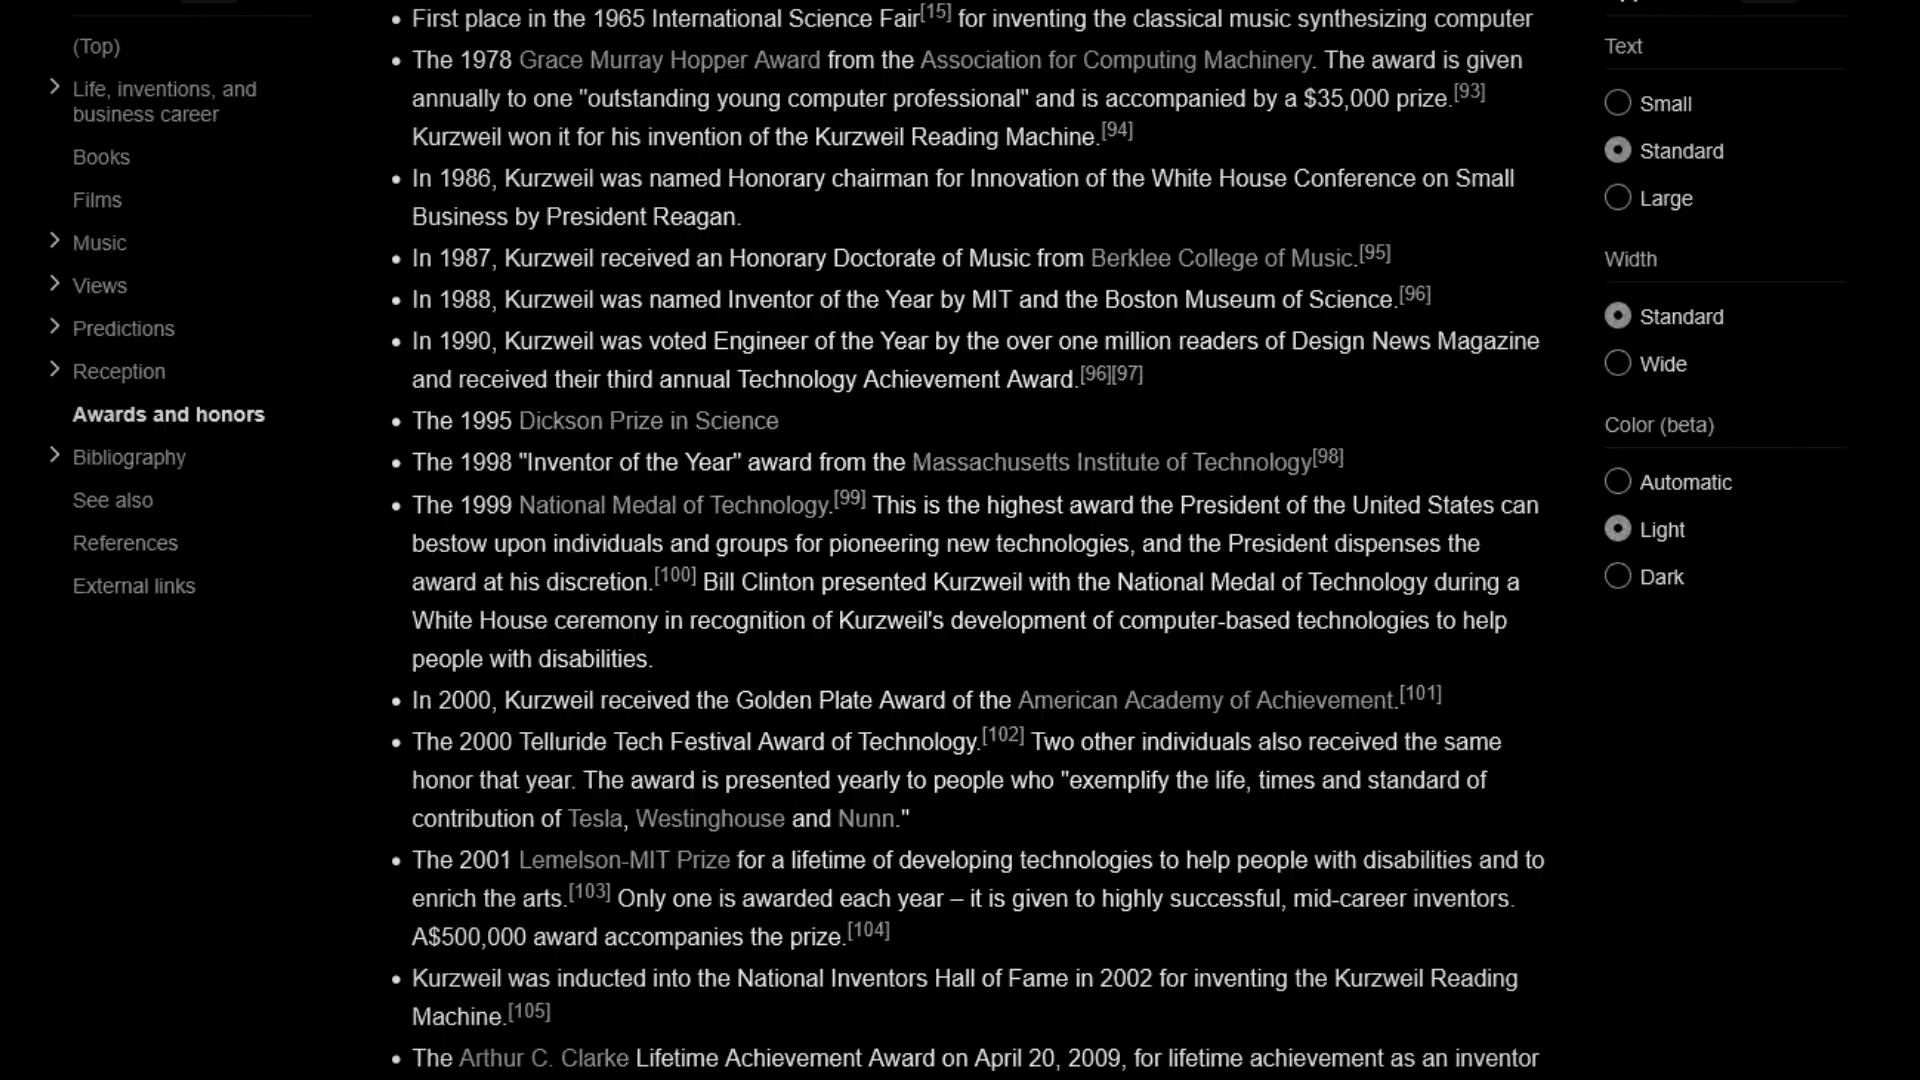 (Top)
Life, inventions, and
business career
Books
Films
Music
Views
Predictions
Reception
Awards and honors
Bibliography
See also
References
External links
First place in the 1965 International Science Fair[15] for inventing the classical music synthesizing computer
The 1978 Grace Murray Hopper Award from the Association for Computing Machinery. The award is given
annually to one "outstanding young computer professional" and is accompanied by a $35,000 prize.[93]
Kurzweil won it for his invention of the Kurzweil Reading Machine.[94]
In 1986, Kurzweil was named Honorary chairman for Innovation of the White House Conference on Small
Business by President Reagan.
In 1987, Kurzweil received an Honorary Doctorate of Music from Berklee College of Music.[95]
In 1988, Kurzweil was named Inventor of the Year by MIT and the Boston Museum of Science.[96]
In 1990, Kurzweil was voted Engineer of the Year by the over one million readers of Design News Magazine
and received their third annual Technology Achievement Award.[96][97]
The 1995 Dickson Prize in Science
The 1998 "Inventor of the Year" award from the Massachusetts Institute of Technology[98]
The 1999 National Medal of Technology.[99] This is the highest award the President of the United States can
bestow upon individuals and groups for pioneering new technologies, and the President dispenses the
award at his discretion.[100] Bill Clinton presented Kurzweil with the National Medal of Technology during a
White House ceremony in recognition of Kurzweil's development of computer-based technologies to help
people with disabilities.
In 2000, Kurzweil received the Golden Plate Award of the American Academy of Achievement.[101]
The 2000 Telluride Tech Festival Award of Technology.[102] Two other individuals also received the same
honor that year. The award is presented yearly to people who "exemplify the life, times and standard of
contribution of Tesla, Westinghouse and Nunn."
The 2001 Lemelson-MIT Prize for a lifetime of developing technologies to help people with disabilities and to
enrich the arts.[103] Only one is awarded each year – it is given to highly successful, mid-career inventors.
A$500,000 award accompanies the prize.[104]
Kurzweil was inducted into the National Inventors Hall of Fame in 2002 for inventing the Kurzweil Reading
Machine.[105]
The Arthur C. Clarke Lifetime Achievement Award on April 20, 2009, for lifetime achievement as an inventor
Text
Small
Standard
Large
Width
Standard
Wide
Color (beta)
Automatic
Light
Dark